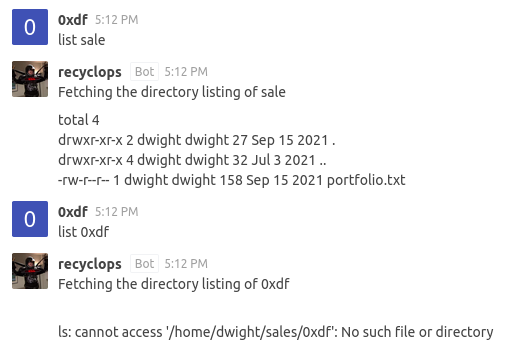 0
0xdf 5:12 PM
list sale
recyclops Bot 5:12 PM
Fetching the directory listing of sale
total 4
drwxr-xr-x 2 dwight dwight 27 Sep 15 2021 .
drwxr-xr-x 4 dwight dwight 32 Jul 3 2021 ..
-rw-r--r-- 1 dwight dwight 158 Sep 15 2021 portfolio.txt
0
0xdf 5:12 PM
list 0xdf
recyclops Bot 5:12 PM
Fetching the directory listing of 0xdf
ls: cannot access '/home/dwight/sales/0xdf': No such file or directory